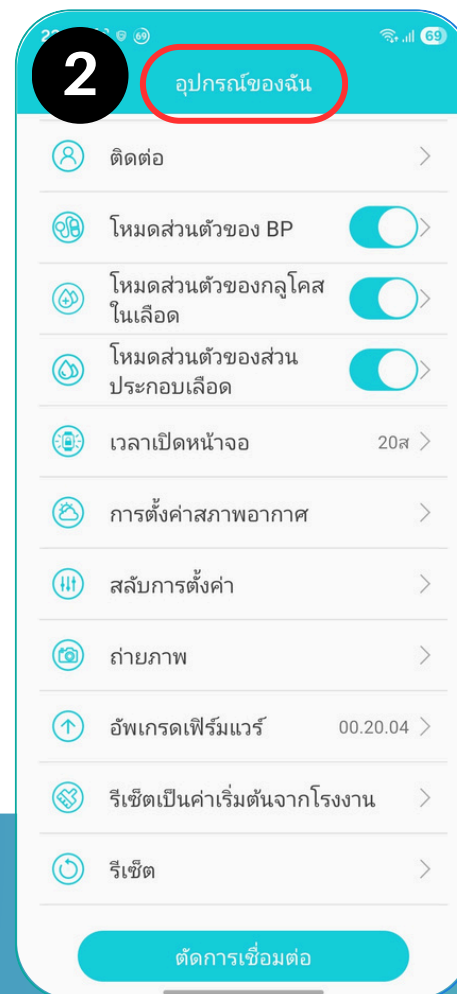 69
69
2
อุปกรณ์ของฉัน
ติดต่อ
โหมดส่วนตัวของ BP
โหมดส่วนตัวของกลูโคส
ในเลือด
โหมดส่วนตัวของส่วน
ประกอบเลือด
เวลาเปิดหน้าจอ 20ส
การตั้งค่าสภาพอากาศ
สลับการตั้งค่า
ถ่ายภาพ
อัพเกรดเฟิร์มแวร์ 00.20.04
รีเซ็ตเป็นค่าเริ่มต้นจากโรงงาน
รีเซ็ต
ตัดการเชื่อมต่อ